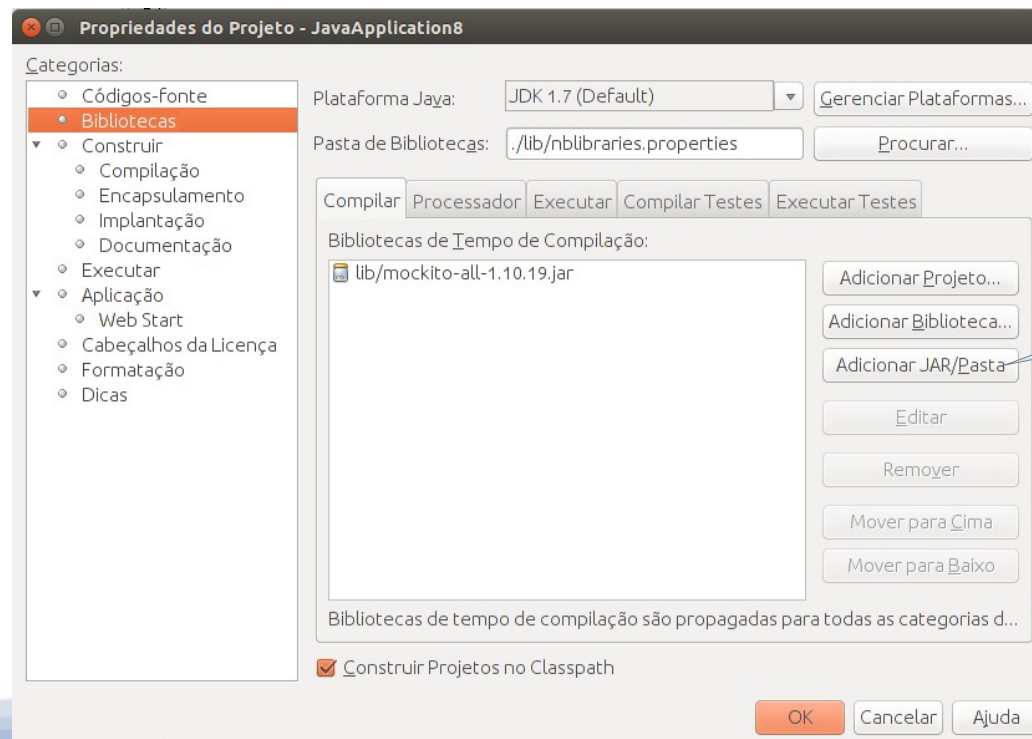 Propriedades do Projeto - JavaApplication8
Categorias:
Códigos-fonte
Bibliotecas
Construir
Compilação
Encapsulamento
Implantação
Documentação
Executar
Aplicação
Web Start
Cabeçalhos da Licença
Formatação
Dicas
Plataforma Java: JDK 1.7 (Default) Gerenciar Plataformas...
Pasta de Bibliotecas: ./lib/nblibraries.properties Procurar...
Compilar Processador Executar Compilar Testes Executar Testes
Bibliotecas de Tempo de Compilação:
lib/mockito-all-1.10.19.jar
Adicionar Projeto...
Adicionar Biblioteca...
Adicionar JAR/Pasta
Editar
Remover
Mover para Cima
Mover para Baixo
Bibliotecas de tempo de compilação são propagadas para todas as categorias d...
Construir Projetos no Classpath
OK Cancelar Ajuda